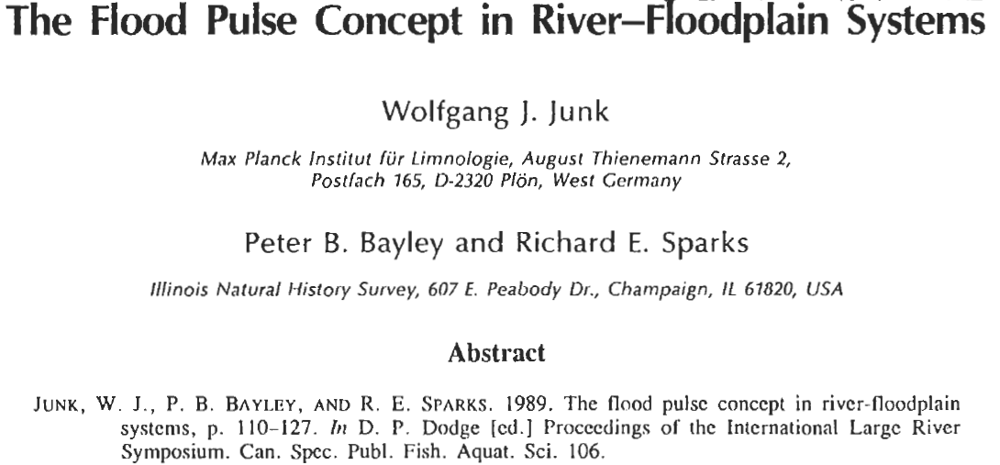 The Flood Pulse Concept in River–Floodplain Systems
Wolfgang J. Junk
Max Planck Institut für Limnologie, August Thienemann Strasse 2,
Postfach 165, D-2320 Plön, West Germany
Peter B. Bayley and Richard E. Sparks
Illinois Natural History Survey, 607 E. Peabody Dr., Champaign, IL 61820, USA
Abstract
JUNK, W. J., P. B. BAYLEY, AND R. E. SPARKS. 1989. The flood pulse concept in river-floodplain
systems, p. 110–127. In D. P. Dodge [ed.] Proceedings of the International Large River
Symposium. Can. Spec. Publ. Fish. Aquat. Sci. 106.